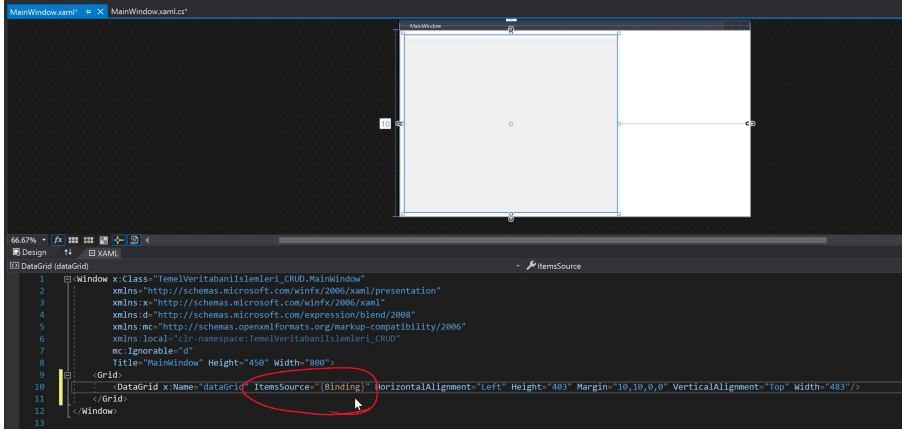 MainWindow.xaml* MainWindow.xaml.cs*
MainWindow
10
66.67% fx
Design XAML
DataGrid (dataGrid) ItemsSource
1 <Window x:Class="TemelVeritabaniIslemleri_CRUD.MainWindow"
2 xmlns="http://schemas.microsoft.com/winfx/2006/xaml/presentation"
3 xmlns:x="http://schemas.microsoft.com/winfx/2006/xaml"
4 xmlns:d="http://schemas.microsoft.com/expression/blend/2008"
5 xmlns:mc="http://schemas.openxmlformats.org/markup-compatibility/2006"
6 xmlns:local="clr-namespace:TemelVeritabaniIslemleri_CRUD"
7 mc:Ignorable="d"
8 Title="MainWindow" Height="450" Width="800">
9 <Grid>
10 <DataGrid x:Name="dataGrid" ItemsSource="{Binding}" HorizontalAlignment="Left" Height="403" Margin="10,10,0,0" VerticalAlignment="Top" Width="483"/>
11 </Grid>
12 </Window>
13